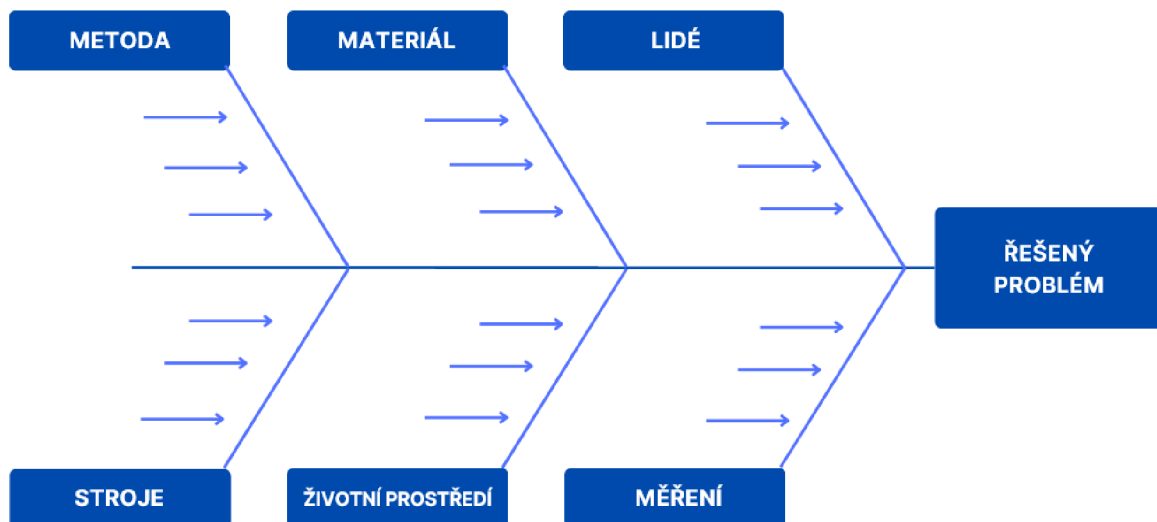 METODA
MATERIÁL
LIDÉ
ŘEŠENÝ
PROBLÉM
STROJE
ŽIVOTNÍ PROSTŘEDÍ
MĚŘENÍ